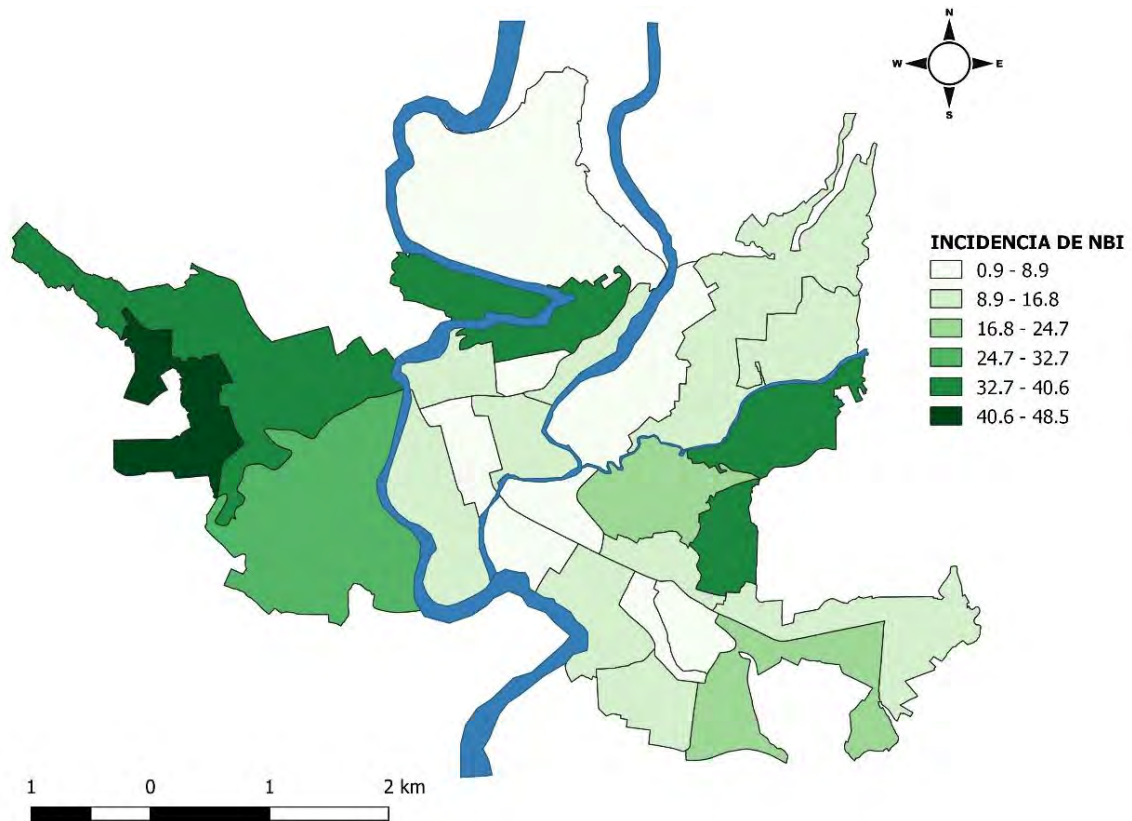 N
W E
S
INCIDENCIA DE NBI
0.9 - 8.9
8.9 - 16.8
16.8 - 24.7
24.7 - 32.7
32.7 - 40.6
40.6 - 48.5
1 0 1 2 km